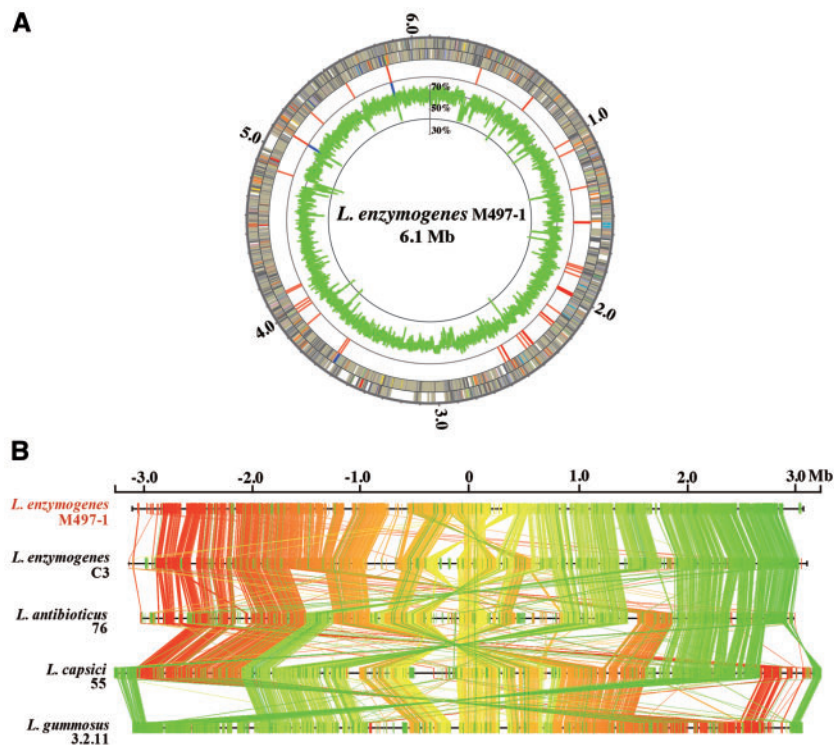 A
6.0
1.0
2.0
3.0
4.0
5.0
70%
50%
30%
L. enzymogenes M497-1
6.1 Mb
B
-3.0 -2.0 -1.0 0 1.0 2.0 3.0 Mb
L. enzymogenes
M497-1
L. enzymogenes
C3
L. antibioticus
76
L. capsici
55
L. gummosus
3.2.11